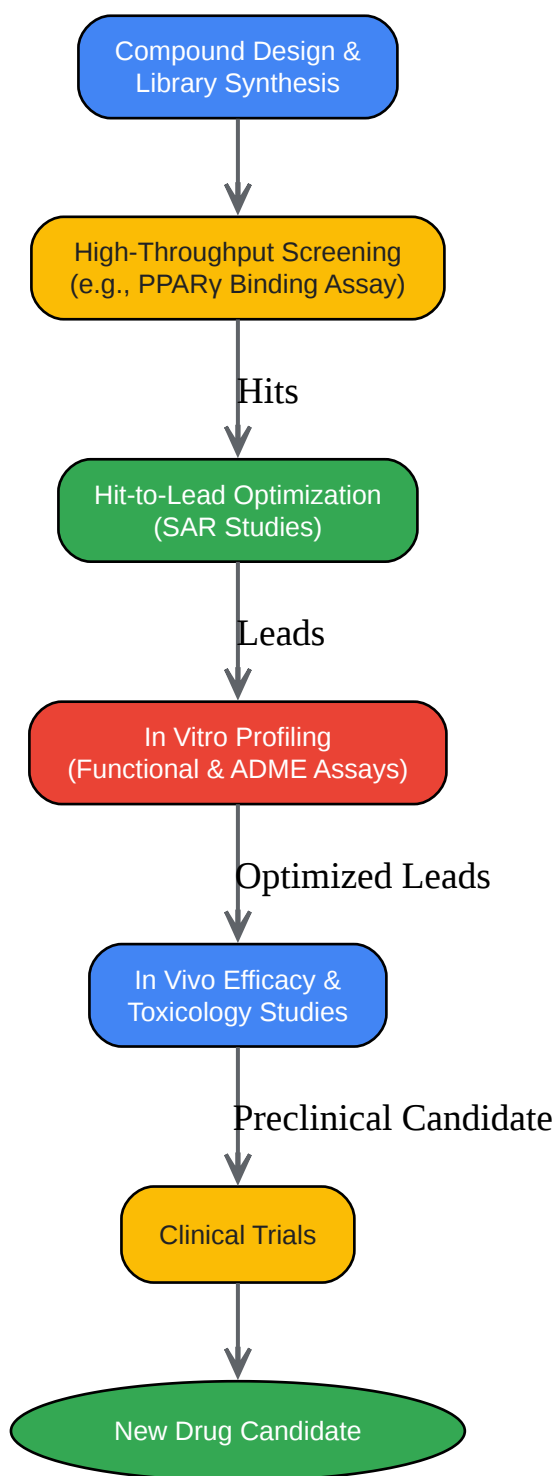 Compound Design &
Library Synthesis
High-Throughput Screening
(e.g., PPARγ Binding Assay)
Hits
Hit-to-Lead Optimization
(SAR Studies)
Leads
In Vitro Profiling
(Functional & ADME Assays)
Optimized Leads
In Vivo Efficacy &
Toxicology Studies
Preclinical Candidate
Clinical Trials
New Drug Candidate